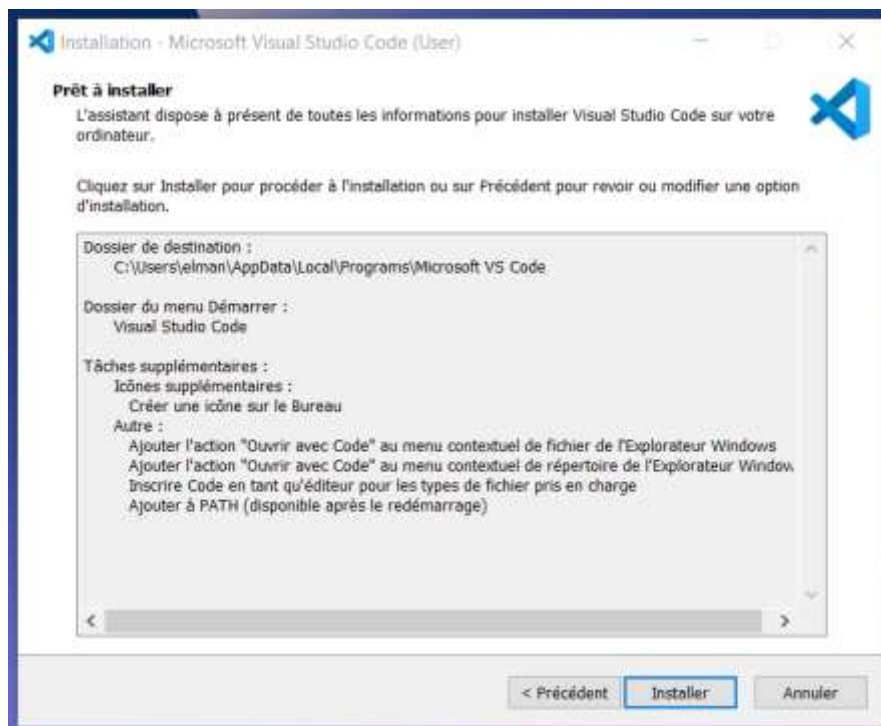 Installation - Microsoft Visual Studio Code (User)
Prêt à installer
L'assistant dispose à présent de toutes les informations pour installer Visual Studio Code sur votre
ordinateur.
Cliquez sur Installer pour procéder à l'installation ou sur Précédent pour revoir ou modifier une option
d'installation.
Dossier de destination :
C:\Users\elman\AppData\Local\Programs\Microsoft VS Code
Dossier du menu Démarrer :
Visual Studio Code
Tâches supplémentaires :
Icônes supplémentaires :
Créer une icône sur le Bureau
Autre :
Ajouter l'action "Ouvrir avec Code" au menu contextuel de fichier de l'Explorateur Windows
Ajouter l'action "Ouvrir avec Code" au menu contextuel de répertoire de l'Explorateur Window
Inscrire Code en tant qu'éditeur pour les types de fichier pris en charge
Ajouter à PATH (disponible après le redémarrage)
< Précédent Installer Annuler